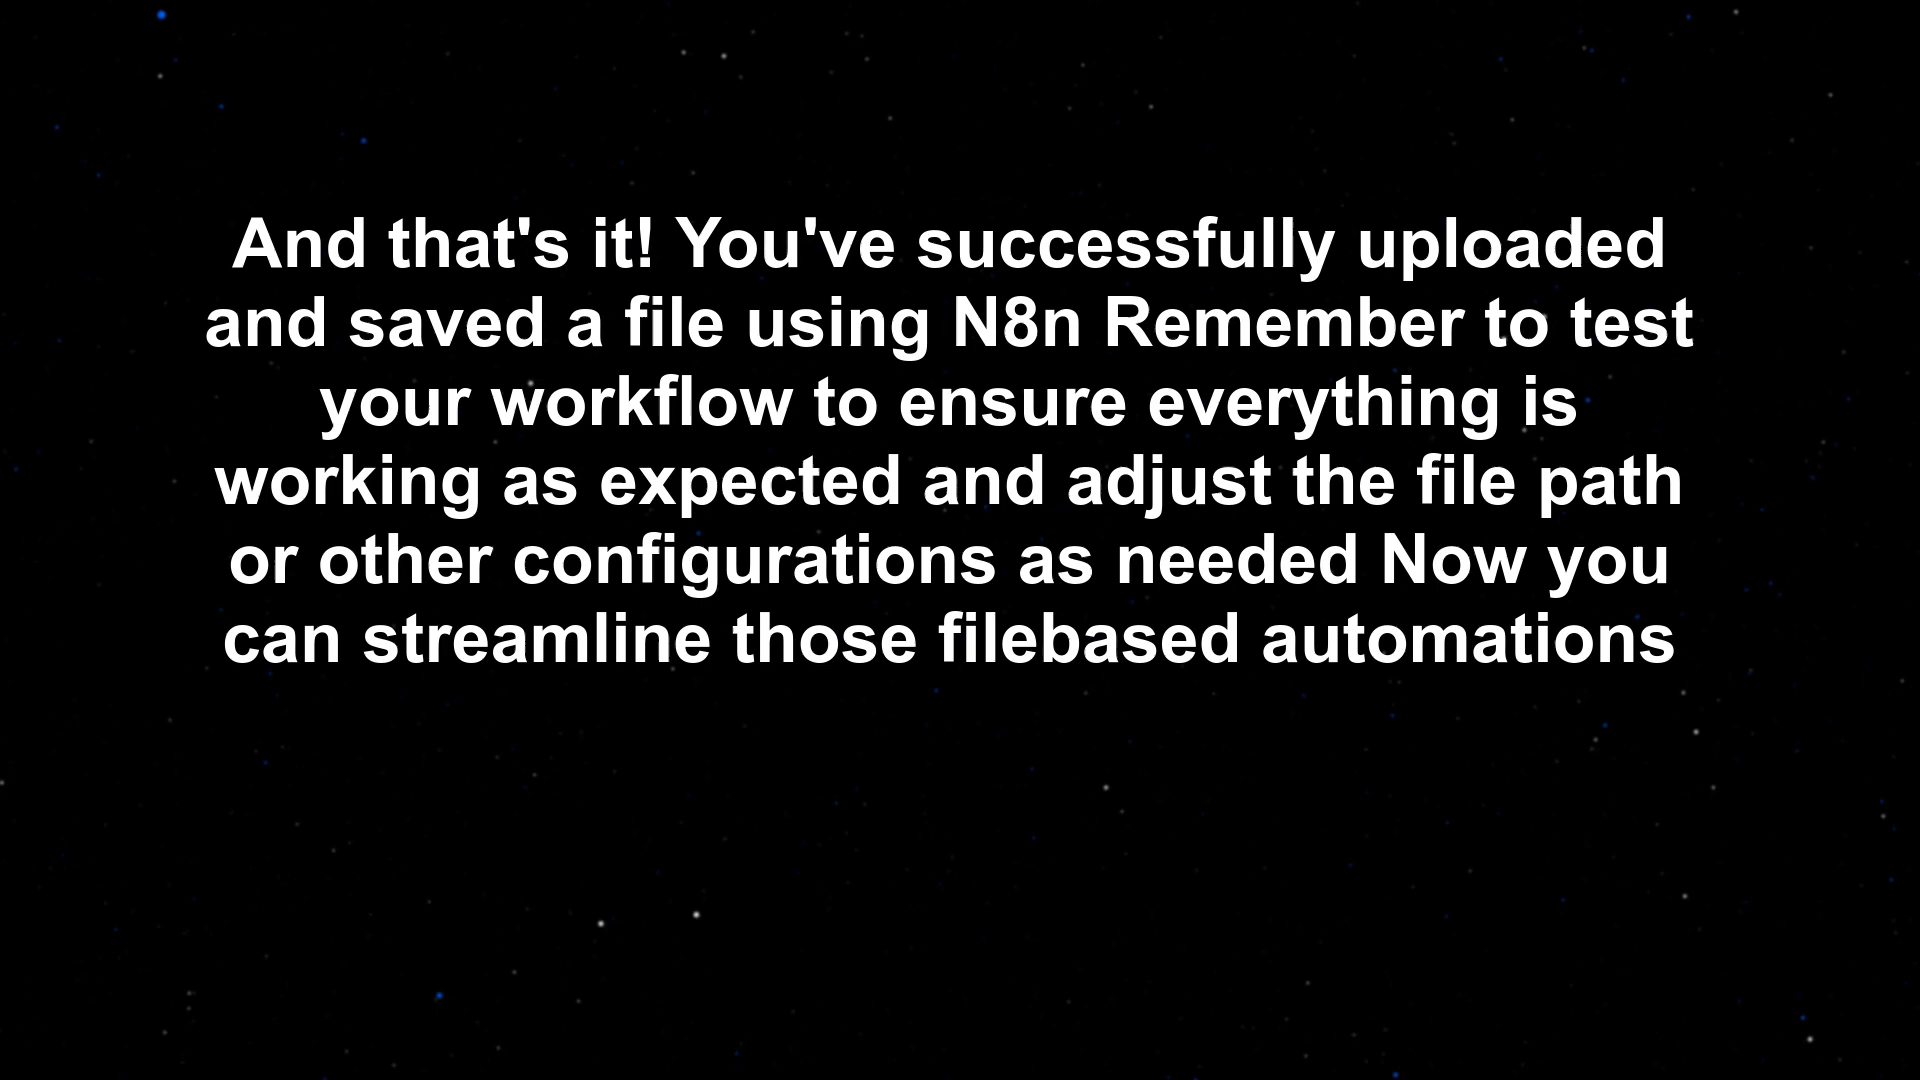 And that's it! You've successfully uploaded
and saved a file using N8n Remember to test
your workflow to ensure everything is
working as expected and adjust the file path
or other configurations as needed Now you
can streamline those filebased automations